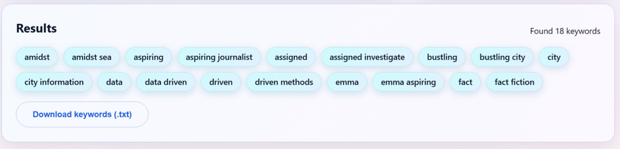 Results
Found 18 keywords
amidst amidst sea aspiring aspiring journalist assigned assigned investigate bustling bustling city city
city information data data driven driven driven methods emma emma aspiring fact fact fiction
Download keywords (.txt)